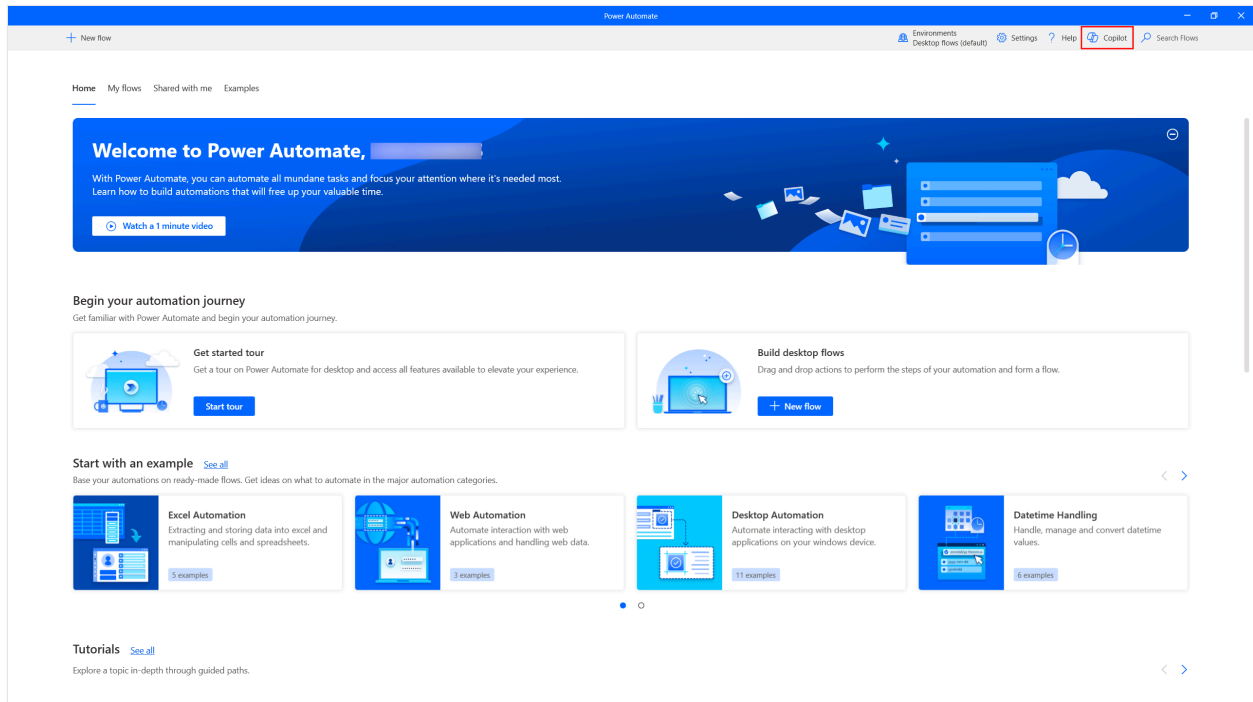 Power Automate
New flow
Environments
Desktop flows (default)
Settings
Help
Copilot
Search Flows
Home
My flows
Shared with me
Examples
Welcome to Power Automate,
With Power Automate, you can automate all mundane tasks and focus your attention where it's needed most.
Learn how to build automations that will free up your valuable time.
Watch a 1 minute video
Begin your automation journey
Get familiar with Power Automate and begin your automation journey.
Get started tour
Get a tour on Power Automate for desktop and access all features available to elevate your experience.
Start tour
Build desktop flows
Drag and drop actions to perform the steps of your automation and form a flow.
New flow
Start with an example
See all
Base your automations on ready-made flows. Get ideas on what to automate in the major automation categories.
Excel Automation
Extracting and storing data into excel and
manipulating cells and spreadsheets.
5 examples
Web Automation
Automate interaction with web
applications and handling web data.
3 examples
Desktop Automation
Automate interacting with desktop
applications on your windows device.
11 examples
Datetime Handling
Handle, manage and convert datetime
values.
6 examples
Tutorials
See all
Explore a topic in-depth through guided paths.